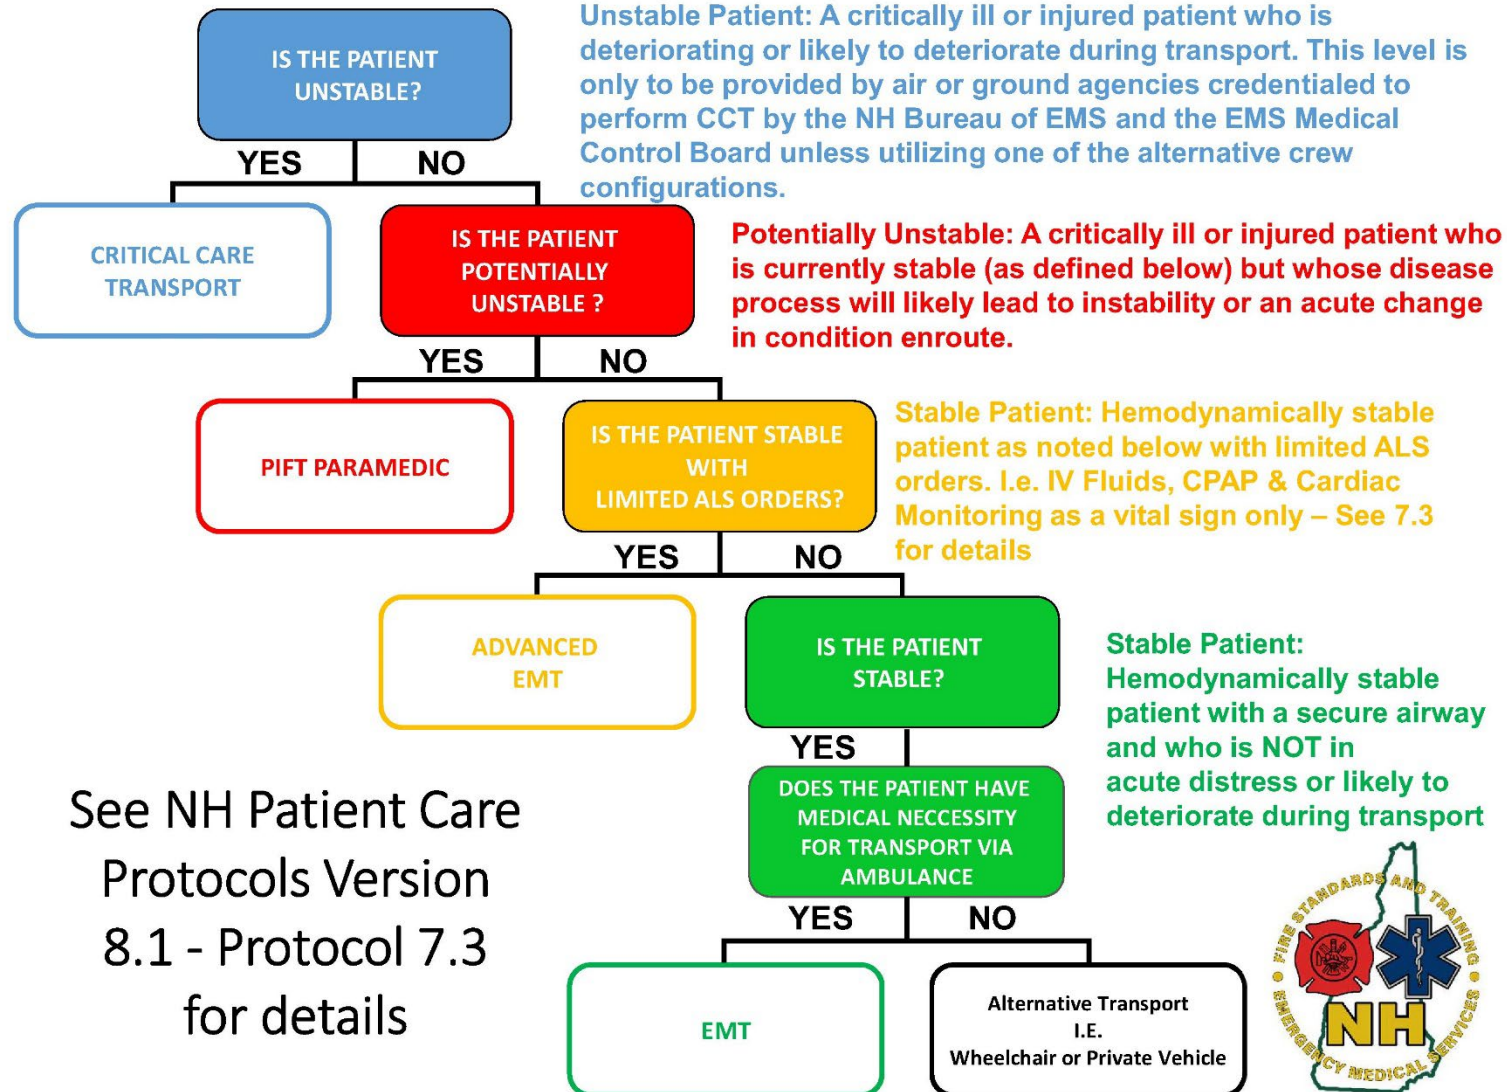 IS THE PATIENT
UNSTABLE?
Unstable Patient: A critically ill or injured patient who is
deteriorating or likely to deteriorate during transport. This level is
only to be provided by air or ground agencies credentialed to
perform CCT by the NH Bureau of EMS and the EMS Medical
Control Board unless utilizing one of the alternative crew
configurations.
YES
NO
CRITICAL CARE
TRANSPORT
IS THE PATIENT
POTENTIALLY
UNSTABLE ?
Potentially Unstable: A critically ill or injured patient who
is currently stable (as defined below) but whose disease
process will likely lead to instability or an acute change
in condition enroute.
YES
NO
PIFT PARAMEDIC
IS THE PATIENT STABLE
WITH
LIMITED ALS ORDERS?
Stable Patient: Hemodynamically stable
patient as noted below with limited ALS
orders. I.e. IV Fluids, CPAP & Cardiac
Monitoring as a vital sign only – See 7.3
for details
YES
NO
ADVANCED
EMT
IS THE PATIENT
STABLE?
Stable Patient:
Hemodynamically stable
patient with a secure airway
and who is NOT in
acute distress or likely to
deteriorate during transport
YES
DOES THE PATIENT HAVE
MEDICAL NECCESSITY
FOR TRANSPORT VIA
AMBULANCE
YES
NO
EMT
Alternative Transport
I.E.
Wheelchair or Private Vehicle
See NH Patient Care
Protocols Version
8.1 - Protocol 7.3
for details
FIRE STANDARDS AND TRAINING
NH
EMERGENCY MEDICAL SERVICES